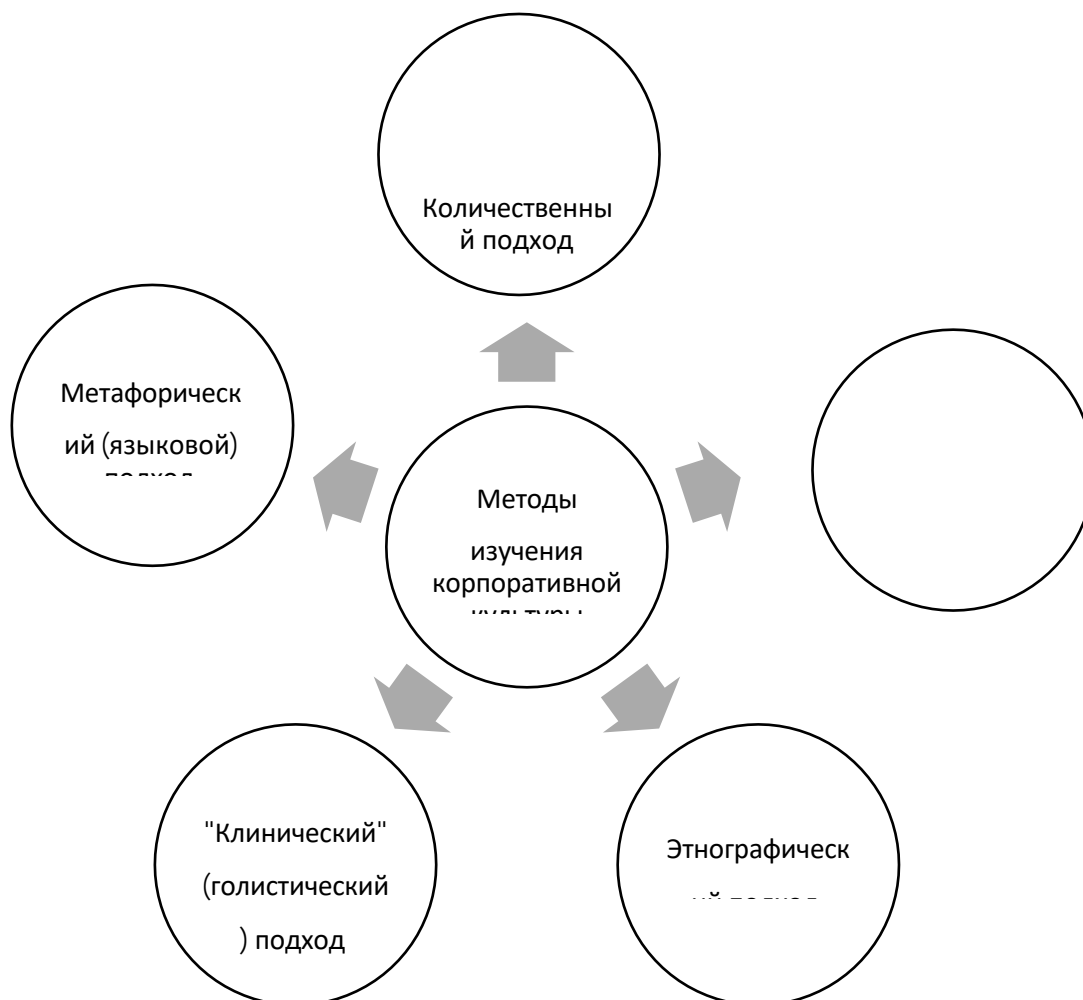 Количественны
й подход
Метафорическ
ий (языковой)
Методы
изучения
корпоративной
"Клинический"
(голистический
) подход
Этнографическ